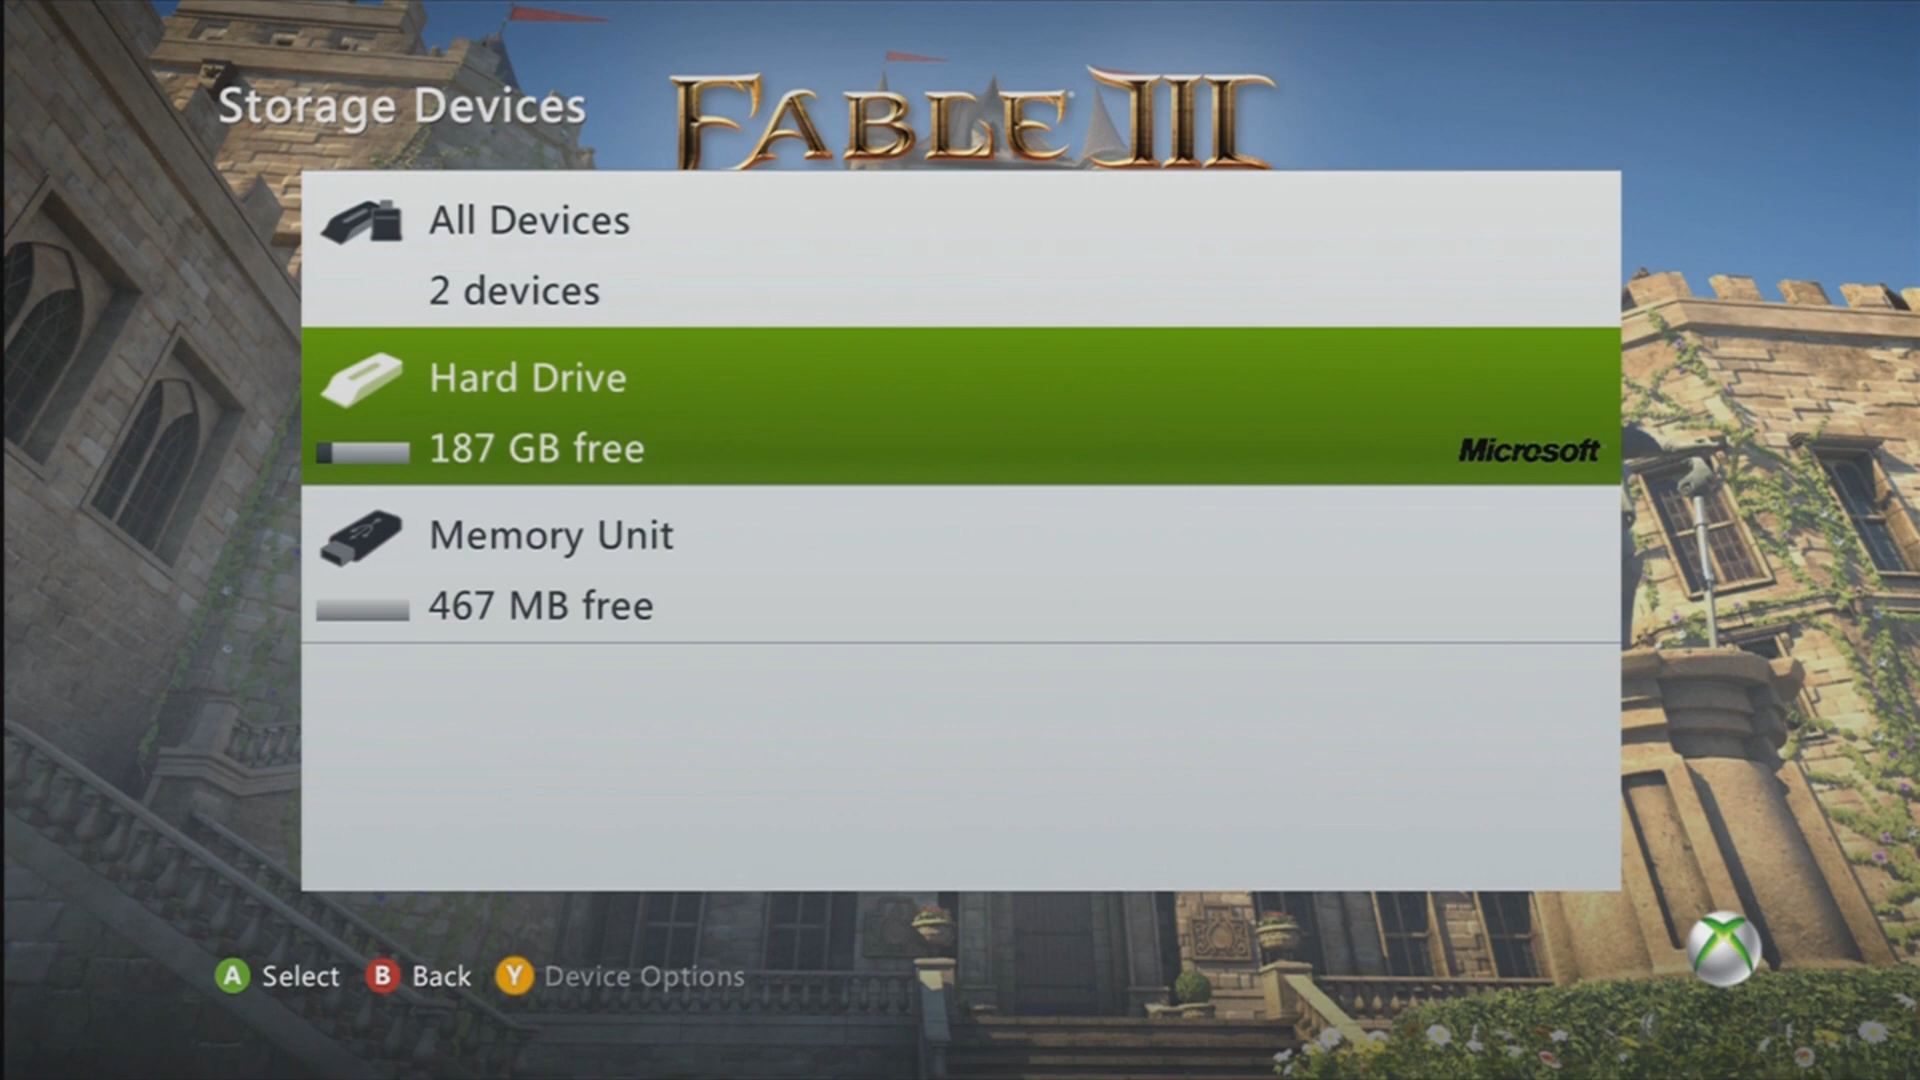 Storage Devices
FABLE III
All Devices
2 devices
Hard Drive
187 GB free
Microsoft
Memory Unit
467 MB free
A Select B Back Y Device Options